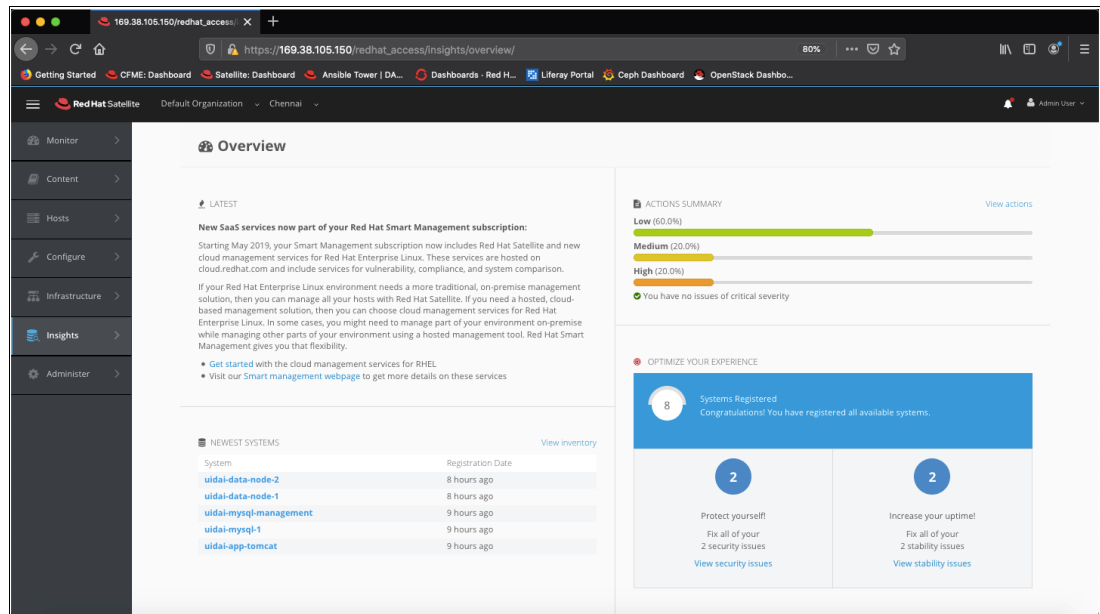 169.38.105.150/redhat_access/i
https://169.38.105.150/redhat_access/insights/overview/
80%
Getting Started
CFME: Dashboard
Satellite: Dashboard
Ansible Tower | DA...
Dashboards - Red H...
Liferay Portal
Ceph Dashboard
OpenStack Dashbo...
Red Hat Satellite
Default Organization
Chennai
Admin User
Monitor
Content
Hosts
Configure
Infrastructure
Insights
Administer
Overview
LATEST
New SaaS services now part of your Red Hat Smart Management subscription:
Starting May 2019, your Smart Management subscription now includes Red Hat Satellite and new
cloud management services for Red Hat Enterprise Linux. These services are hosted on
cloud.redhat.com and include services for vulnerability, compliance, and system comparison.
If your Red Hat Enterprise Linux environment needs a more traditional, on-premise management
solution, then you can manage all your hosts with Red Hat Satellite. If you need a hosted, cloud-
based management solution, then you can choose cloud management services for Red Hat
Enterprise Linux. In some cases, you might need to manage part of your environment on-premise
while managing other parts of your environment using a hosted management tool. Red Hat Smart
Management gives you that flexibility.
• Get started with the cloud management services for RHEL
• Visit our Smart management webpage to get more details on these services
NEWEST SYSTEMS
View inventory
System Registration Date
uidai-data-node-2 8 hours ago
uidai-data-node-1 8 hours ago
uidai-mysql-management 9 hours ago
uidai-mysql-1 9 hours ago
uidai-app-tomcat 9 hours ago
ACTIONS SUMMARY
View actions
Low (60.0%)
Medium (20.0%)
High (20.0%)
You have no issues of critical severity
OPTIMIZE YOUR EXPERIENCE
8
Systems Registered
Congratulations! You have registered all available systems.
2
Protect yourself!
Fix all of your
2 security issues
View security issues
2
Increase your uptime!
Fix all of your
2 stability issues
View stability issues